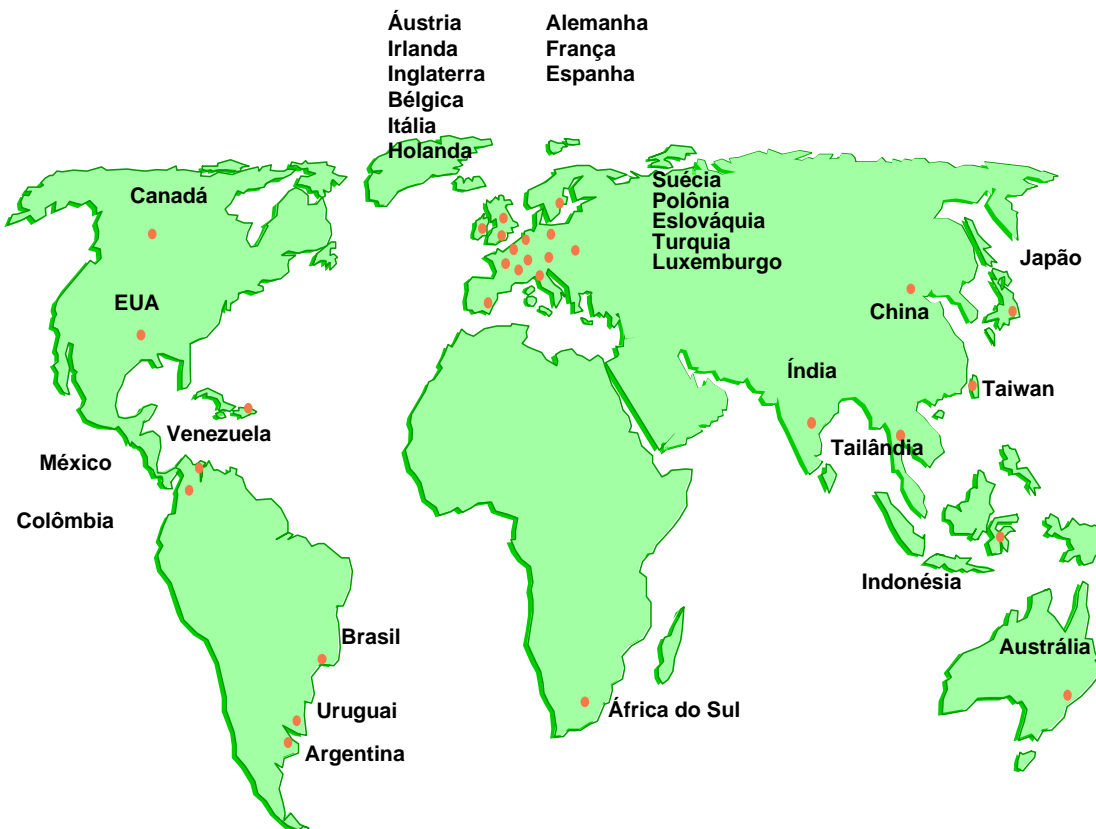 Áustria
Irlanda
Inglaterra
Bélgica
Itália
Holanda
Alemanha
França
Espanha
Canadá
Suécia
Polônia
Eslováquia
Turquia
Luxemburgo
Japão
EUA
China
Índia
Taiwan
Venezuela
Tailândia
México
Colômbia
Indonésia
Brasil
Austrália
Uruguai
África do Sul
Argentina